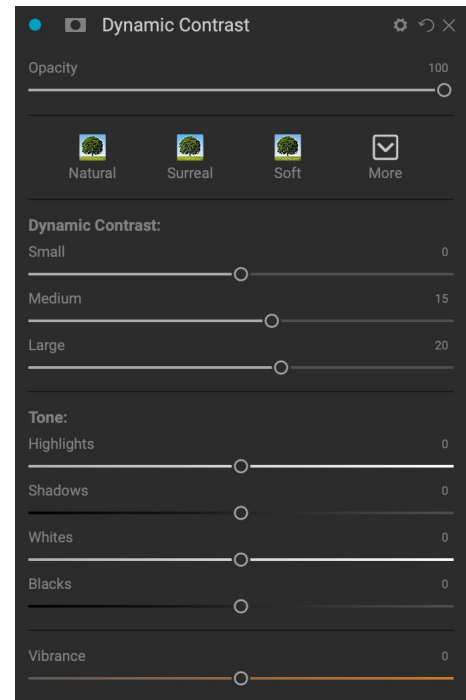 Dynamic Contrast
Opacity 100
Natural Surreal Soft More
Dynamic Contrast:
Small 0
Medium 15
Large 20
Tone:
Highlights 0
Shadows 0
Whites 0
Blacks 0
Vibrance 0